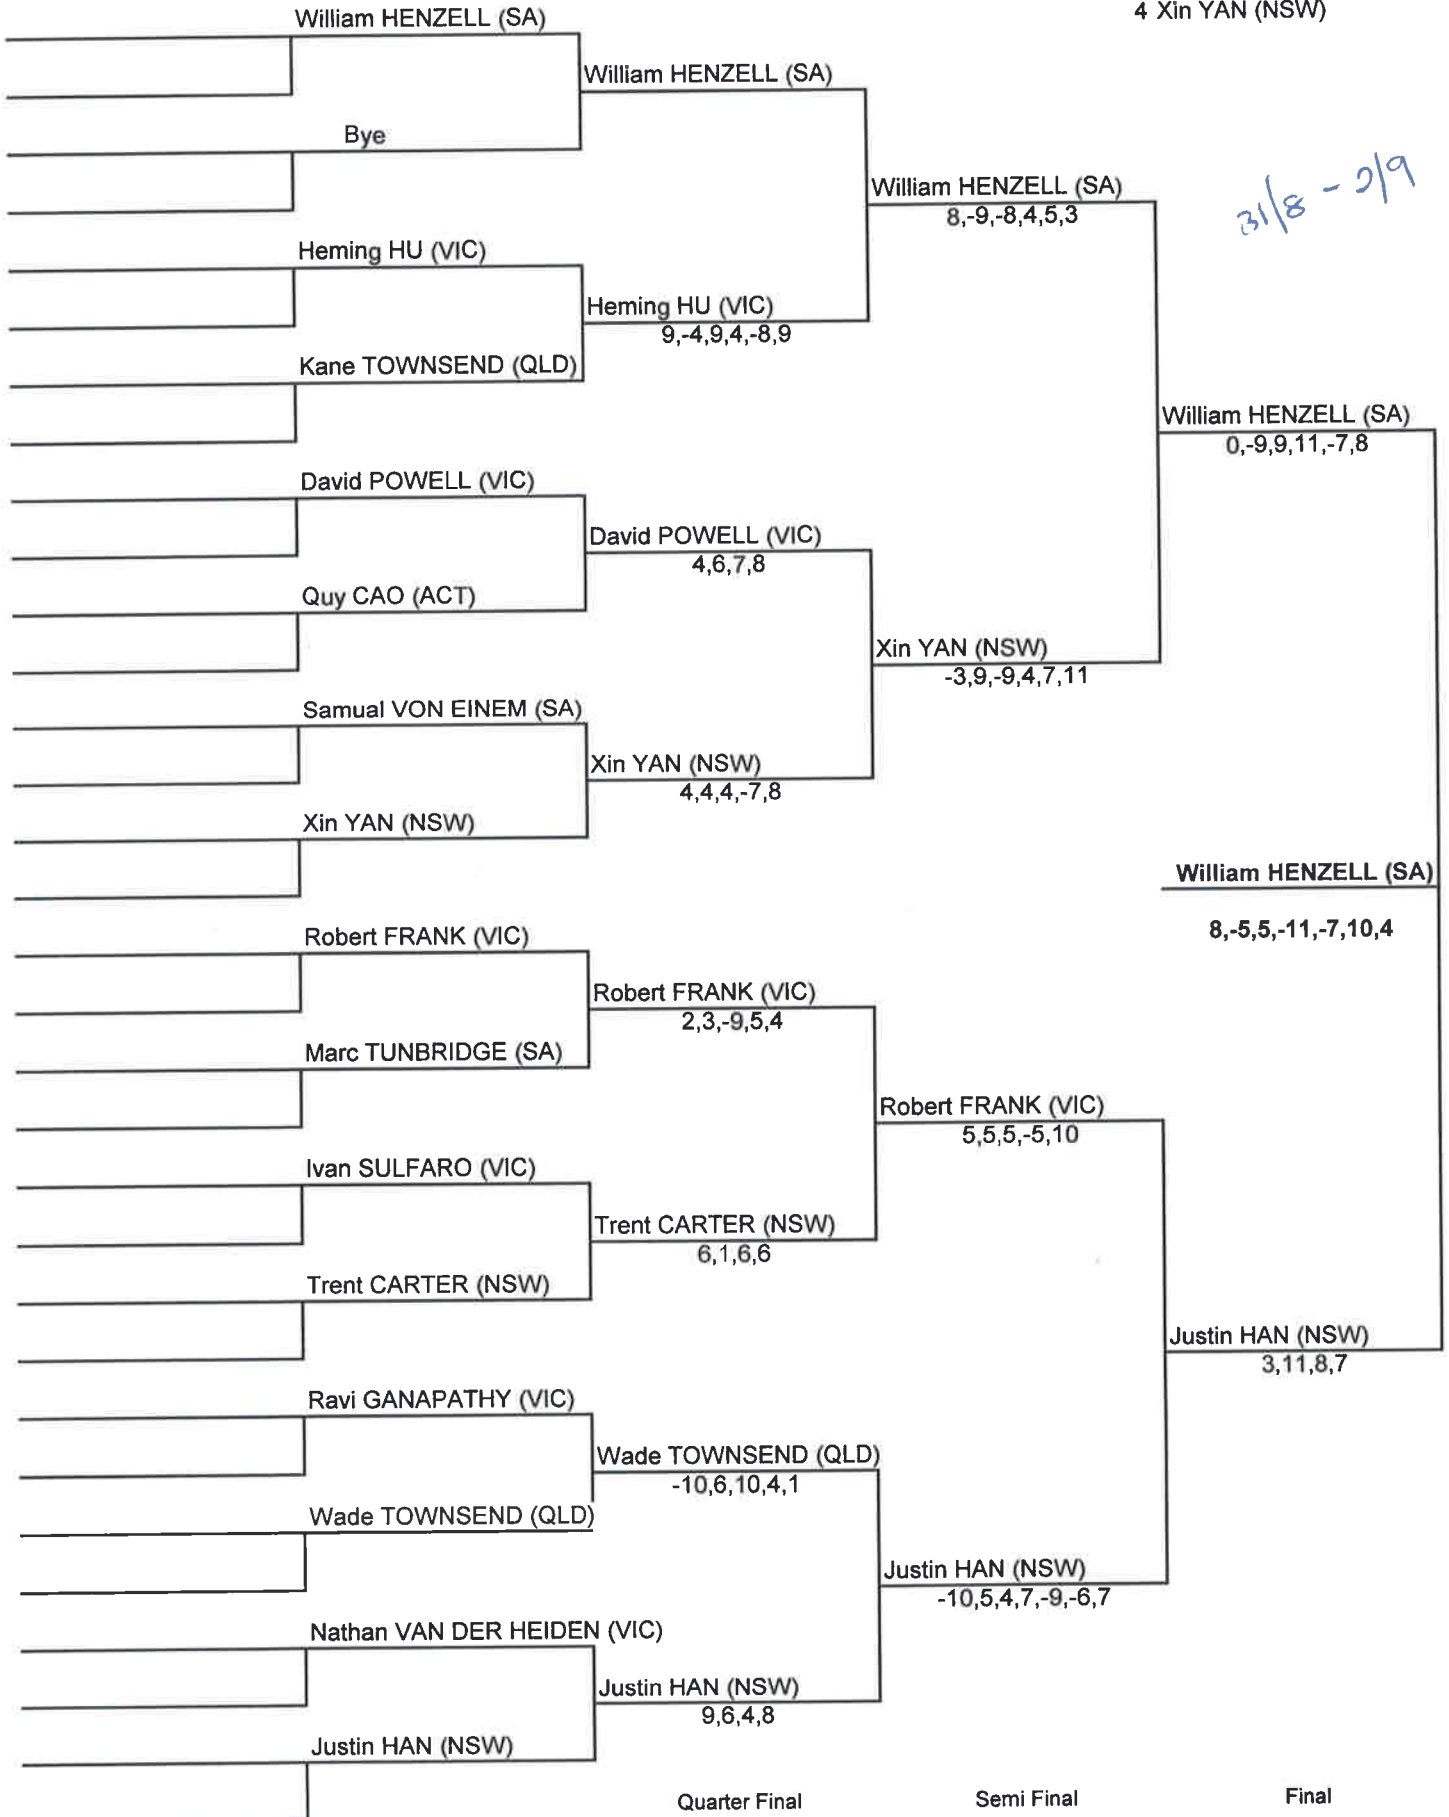 4 Xin YAN (NSW)
William HENZELL (SA)
William HENZELL (SA)
Bye
William HENZELL (SA)
8,-9,-8,4,5,3
31/8 - 2/9
Heming HU (VIC)
Heming HU (VIC)
9,-4,9,4,-8,9
Kane TOWNSEND (QLD)
William HENZELL (SA)
0,-9,9,11,-7,8
David POWELL (VIC)
David POWELL (VIC)
4,6,7,8
Quy CAO (ACT)
Xin YAN (NSW)
-3,9,-9,4,7,11
Samual VON EINEM (SA)
Xin YAN (NSW)
4,4,4,-7,8
Xin YAN (NSW)
William HENZELL (SA)
8,-5,5,-11,-7,10,4
Robert FRANK (VIC)
Robert FRANK (VIC)
2,3,-9,5,4
Marc TUNBRIDGE (SA)
Robert FRANK (VIC)
5,5,5,-5,10
Ivan SULFARO (VIC)
Trent CARTER (NSW)
6,1,6,6
Trent CARTER (NSW)
Justin HAN (NSW)
3,11,8,7
Ravi GANAPATHY (VIC)
Wade TOWNSEND (QLD)
-10,6,10,4,1
Wade TOWNSEND (QLD)
Justin HAN (NSW)
-10,5,4,7,-9,-6,7
Nathan VAN DER HEIDEN (VIC)
Justin HAN (NSW)
9,6,4,8
Justin HAN (NSW)
Quarter Final
Semi Final
Final